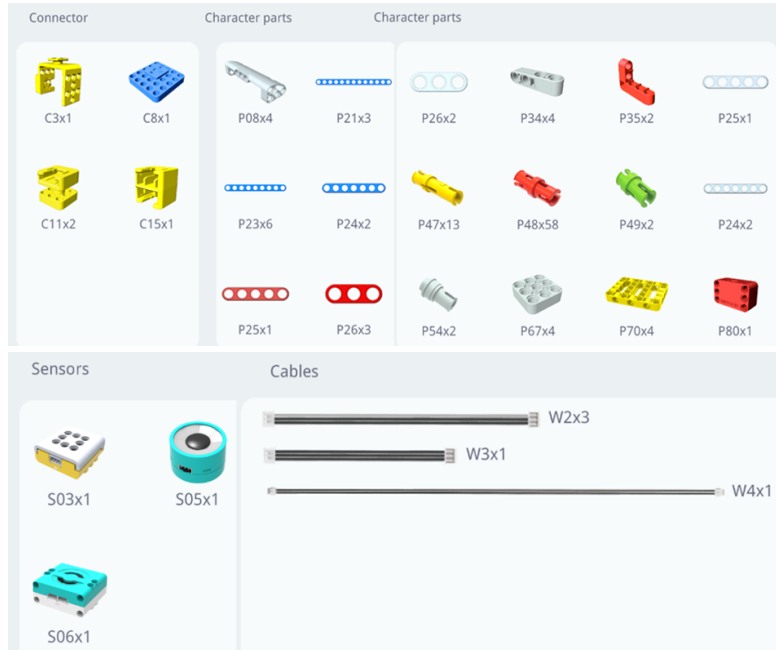 Connector Character parts Character parts
C3x1 C8x1 P08x4 P21x3 P26x2 P34x4 P35x2 P25x1
C11x2 C15x1 P23x6 P24x2 P47x13 P48x58 P49x2 P24x2
P25x1 P26x3 P54x2 P67x4 P70x4 P80x1
Sensors Cables
W2x3
W3x1
S03x1 S05x1 W4x1
S06x1